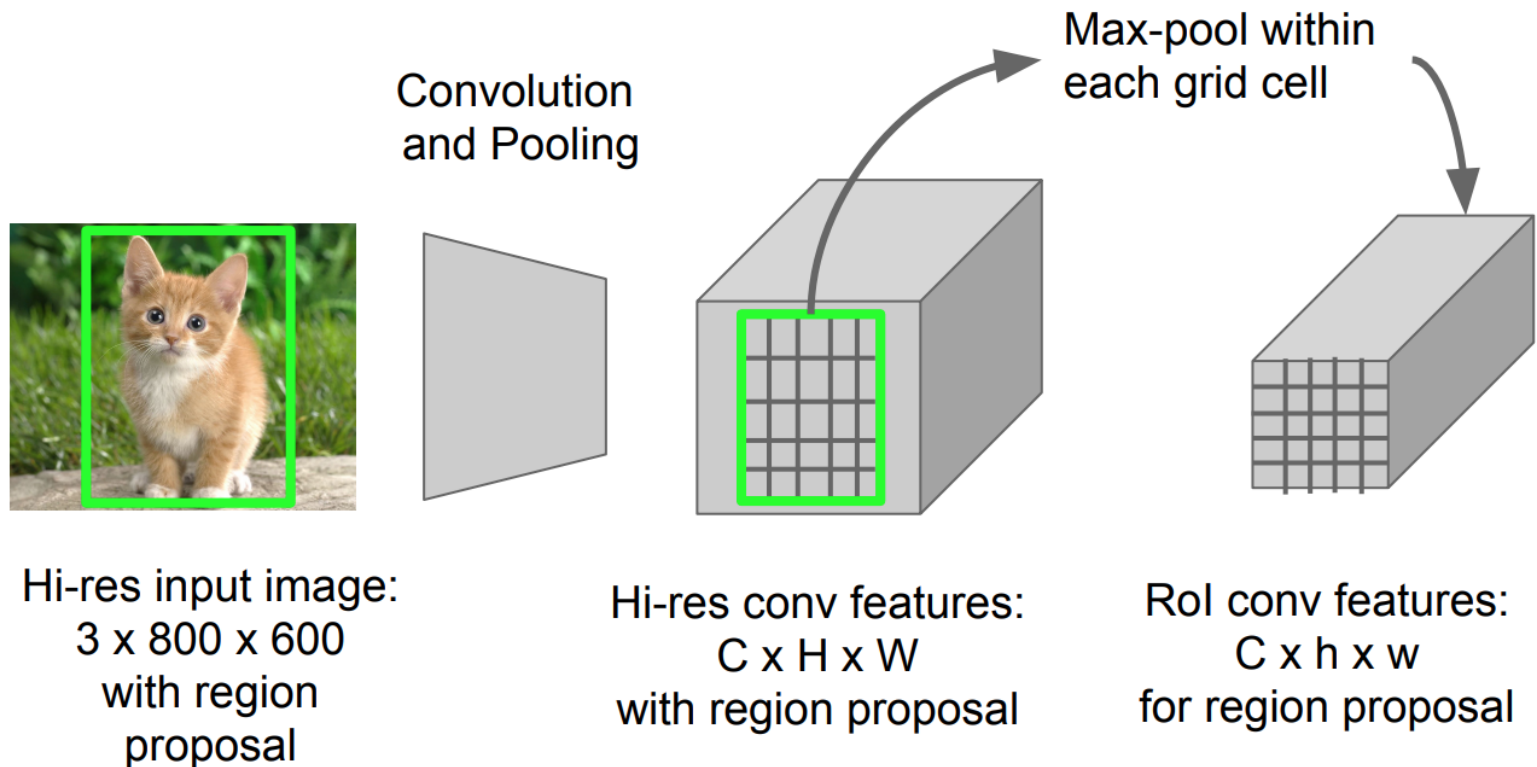 Convolution
and Pooling
Max-pool within
each grid cell
Hi-res input image:
3 x 800 x 600
with region
proposal
Hi-res conv features:
C x H x W
with region proposal
RoI conv features:
C x h x w
for region proposal